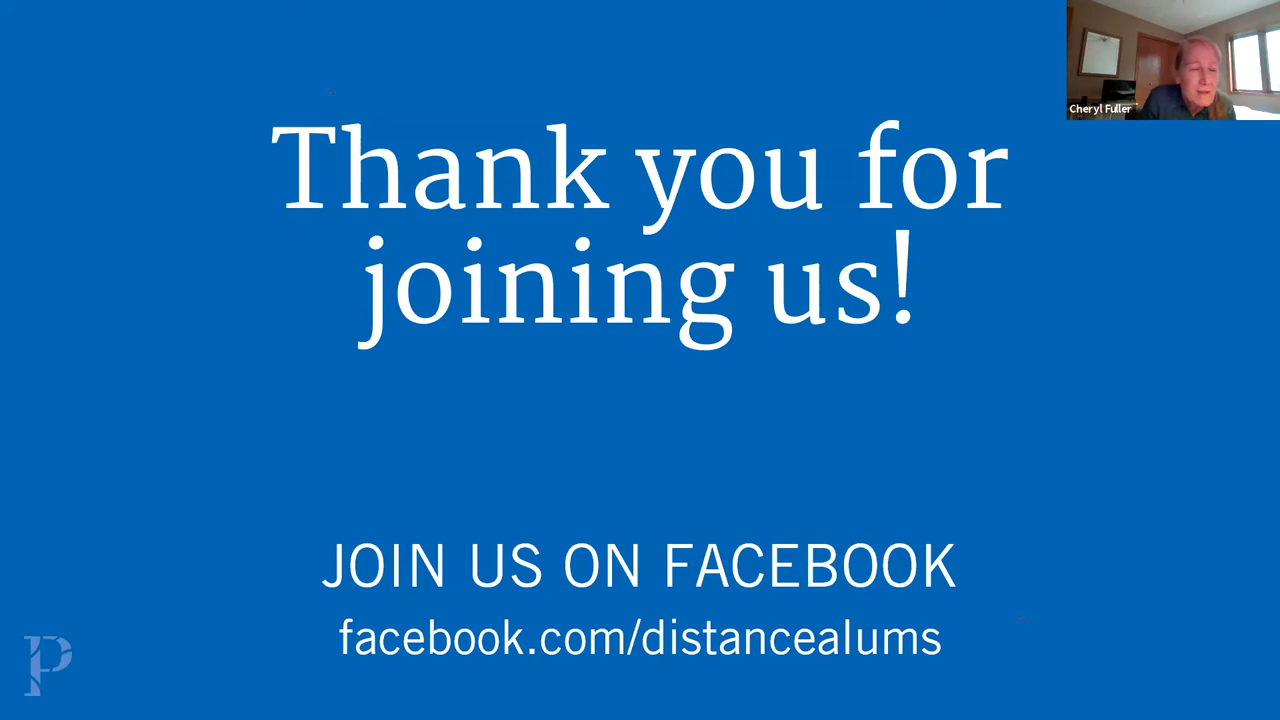 Cheryl Fuller
Thank you for
joining us!
JOIN US ON FACEBOOK
facebook.com/distancealums
P